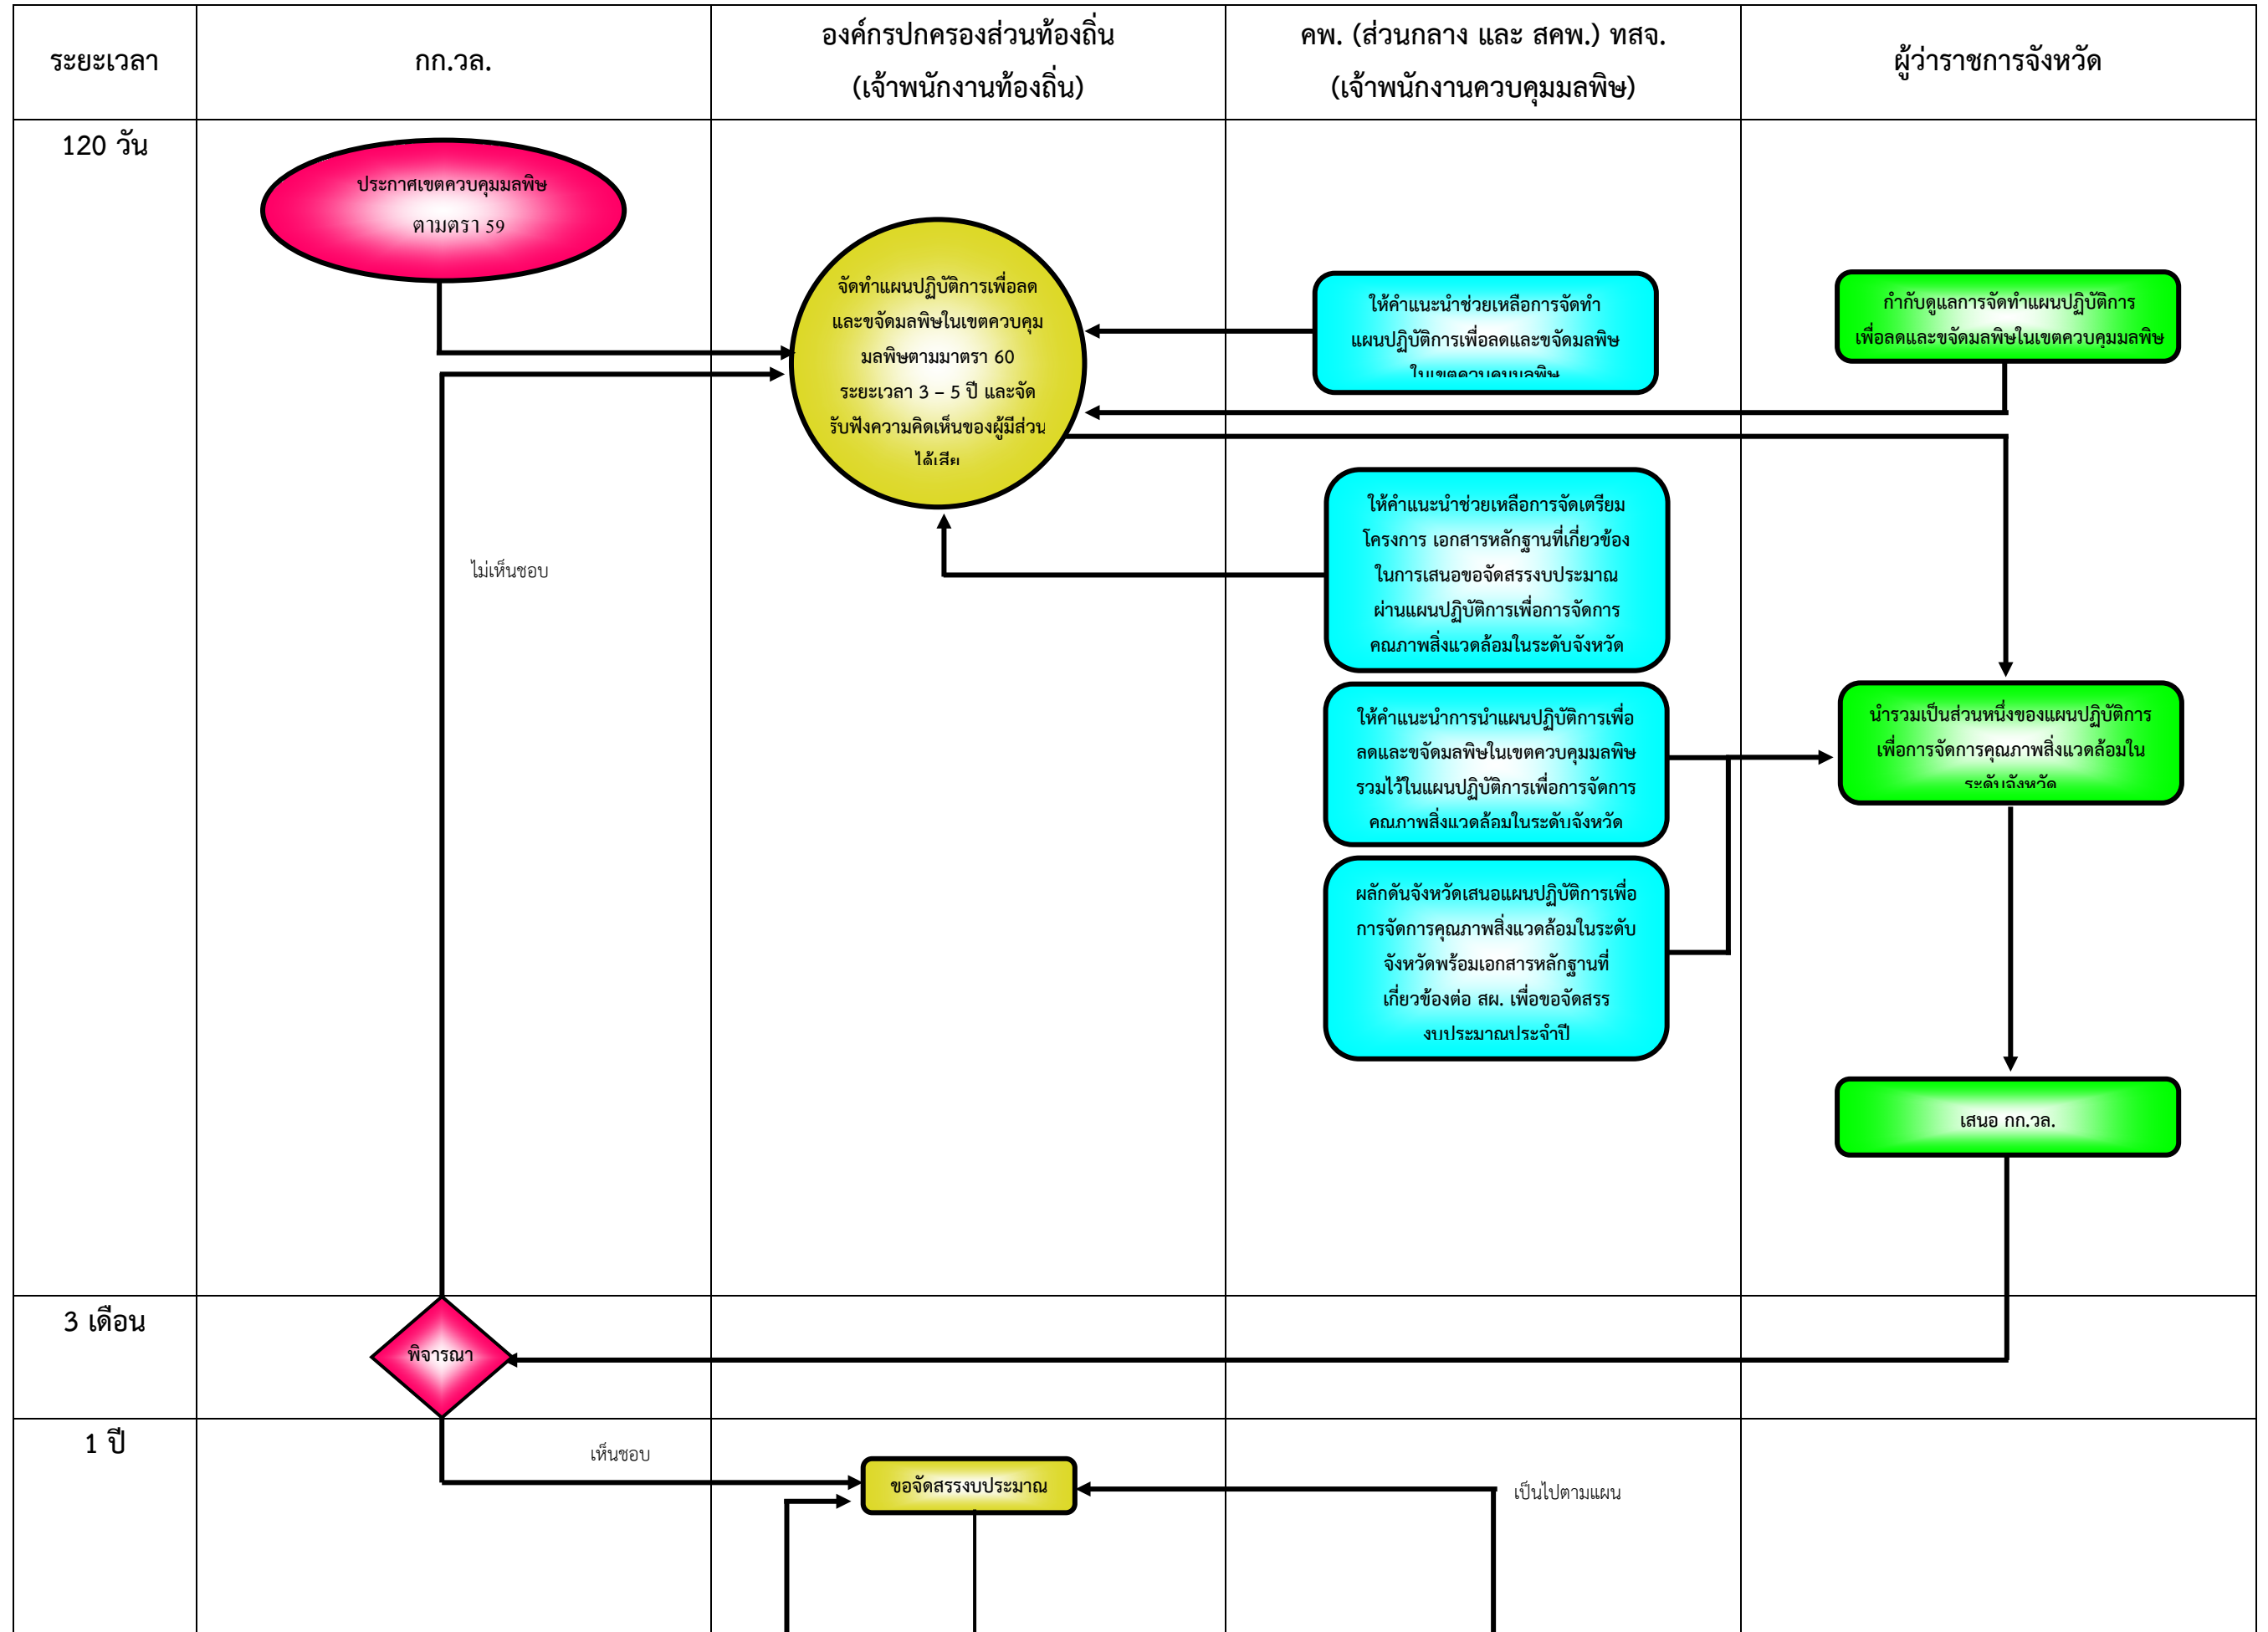 ระยะเวลา
กก.วล.
องค์กรปกครองส่วนท้องถิ่น
(เจ้าพนักงานท้องถิ่น)
คพ. (ส่วนกลาง และ สคพ.) ทสจ.
(เจ้าพนักงานควบคุมมลพิษ)
ผู้ว่าราชการจังหวัด
120 วัน
ประกาศเขตควบคุมมลพิษ
ตามตรา 59
จัดทำแผนปฏิบัติการเพื่อลด
และขจัดมลพิษในเขตควบคุม
มลพิษตามมาตรา 60
ระยะเวลา 3 – 5 ปี และจัด
รับฟังความคิดเห็นของผู้มีส่วน
ได้เสีย
ให้คำแนะนำช่วยเหลือการจัดทำ
แผนปฏิบัติการเพื่อลดและขจัดมลพิษ
ในเขตควบคุมมลพิษ
กำกับดูแลการจัดทำแผนปฏิบัติการ
เพื่อลดและขจัดมลพิษในเขตควบคุมมลพิษ
ไม่เห็นชอบ
ให้คำแนะนำช่วยเหลือการจัดเตรียม
โครงการ เอกสารหลักฐานที่เกี่ยวข้อง
ในการเสนอขอจัดสรรงบประมาณ
ผ่านแผนปฏิบัติการเพื่อการจัดการ
คุณภาพสิ่งแวดล้อมในระดับจังหวัด
ให้คำแนะนำการนำแผนปฏิบัติการเพื่อ
ลดและขจัดมลพิษในเขตควบคุมมลพิษ
รวมไว้ในแผนปฏิบัติการเพื่อการจัดการ
คุณภาพสิ่งแวดล้อมในระดับจังหวัด
นำรวมเป็นส่วนหนึ่งของแผนปฏิบัติการ
เพื่อการจัดการคุณภาพสิ่งแวดล้อมใน
ระดับจังหวัด
ผลักดันจังหวัดเสนอแผนปฏิบัติการเพื่อ
การจัดการคุณภาพสิ่งแวดล้อมในระดับ
จังหวัดพร้อมเอกสารหลักฐานที่
เกี่ยวข้องต่อ สผ. เพื่อขอจัดสรร
งบประมาณประจำปี
เสนอ กก.วล.
3 เดือน
พิจารณา
1 ปี
เห็นชอบ
ขอจัดสรรงบประมาณ
เป็นไปตามแผน